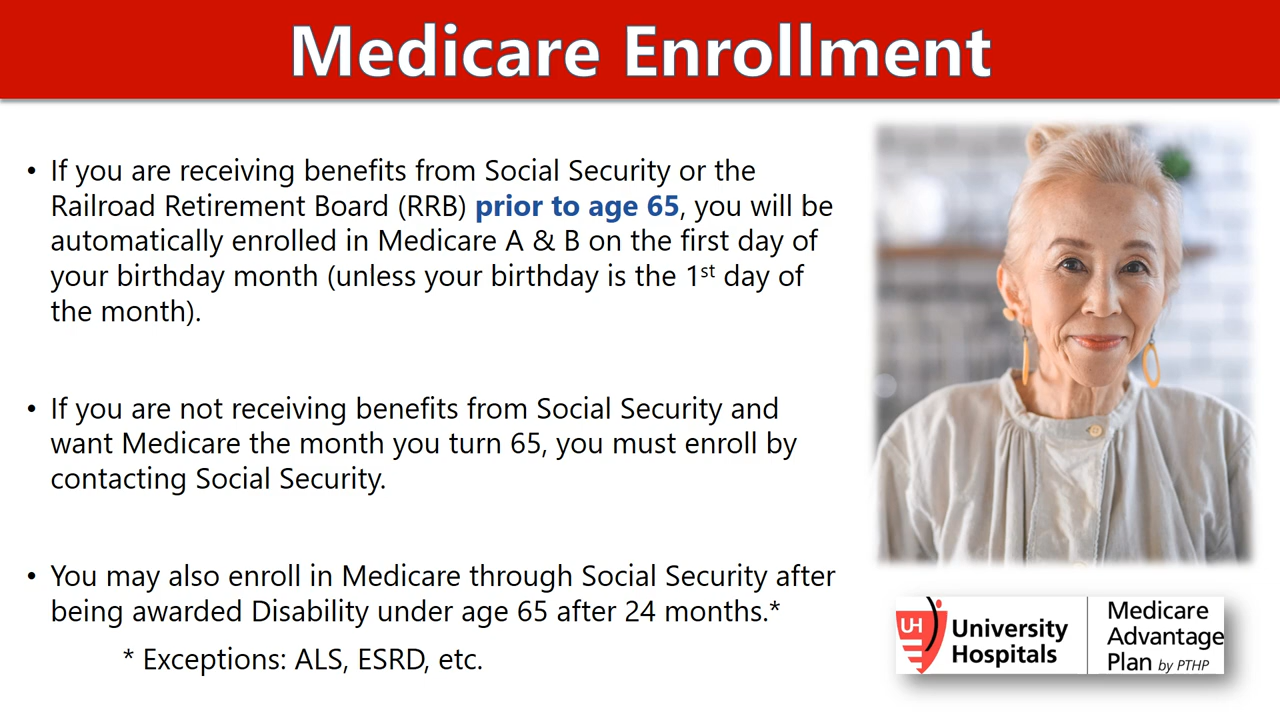 Medicare Enrollment
• If you are receiving benefits from Social Security or the
Railroad Retirement Board (RRB) prior to age 65, you will be
automatically enrolled in Medicare A & B on the first day of
your birthday month (unless your birthday is the 1st day of
the month).
• If you are not receiving benefits from Social Security and
want Medicare the month you turn 65, you must enroll by
contacting Social Security.
• You may also enroll in Medicare through Social Security after
being awarded Disability under age 65 after 24 months.*
* Exceptions: ALS, ESRD, etc.
UH
University
Hospitals
Medicare
Advantage
Plan by PTHP